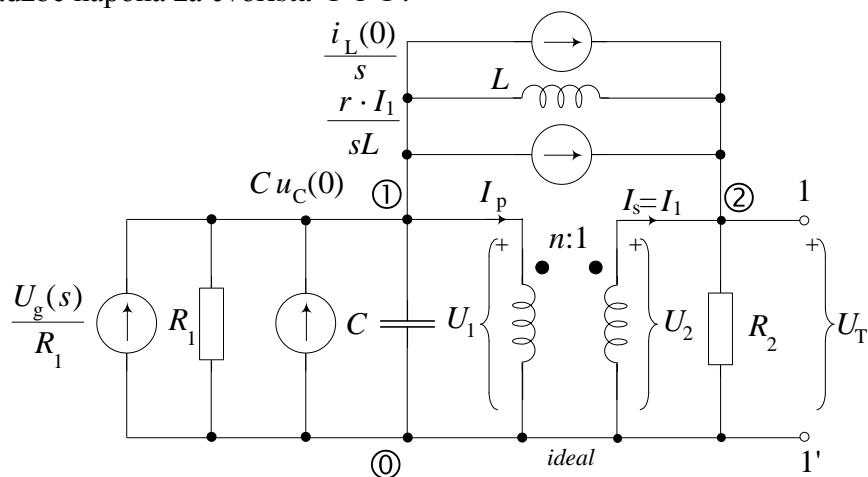 i_L(0)
s
L
r · I_1
sL
C u_C(0)
①
I_p
I_s=I_1
②
1
n:1
+
+
+
U_g(s)
R_1
R_1
C
U_1
U_2
R_2
U_T
⓪
ideal
1'